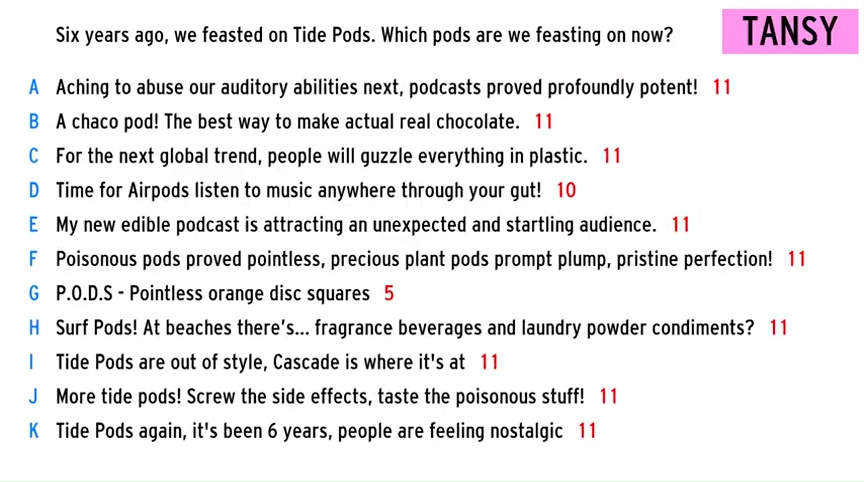 Six years ago, we feasted on Tide Pods. Which pods are we feasting on now?
TANSY
A Aching to abuse our auditory abilities next, podcasts proved profoundly potent! 11
B A chaco pod! The best way to make actual real chocolate. 11
C For the next global trend, people will guzzle everything in plastic. 11
D Time for Airpods listen to music anywhere through your gut! 10
E My new edible podcast is attracting an unexpected and startling audience. 11
F Poisonous pods proved pointless, precious plant pods prompt plump, pristine perfection! 11
G P.O.D.S - Pointless orange disc squares 5
H Surf Pods! At beaches there's... fragrance beverages and laundry powder condiments? 11
I Tide Pods are out of style, Cascade is where it's at 11
J More tide pods! Screw the side effects, taste the poisonous stuff! 11
K Tide Pods again, it's been 6 years, people are feeling nostalgic 11